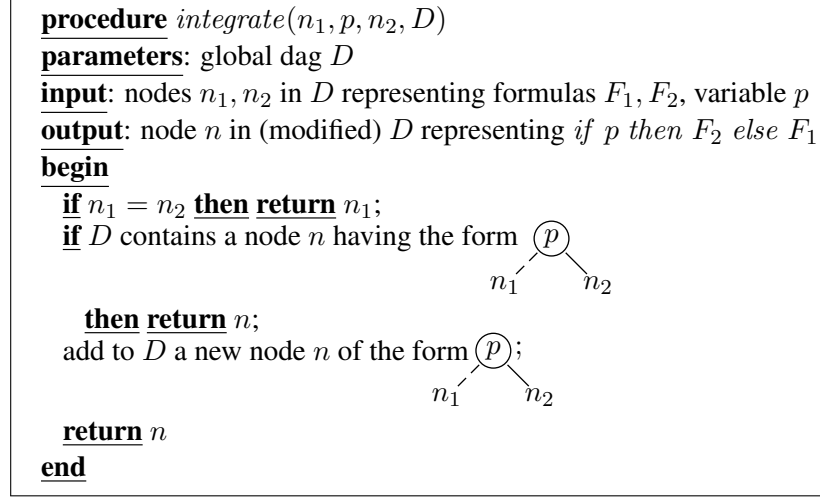 procedure integrate(n₁, p, n₂, D)
parameters: global dag D
input: nodes n₁, n₂ in D representing formulas F₁, F₂, variable p
output: node n in (modified) D representing if p then F₂ else F₁
begin
if n₁ = n₂ then return n₁;
if D contains a node n having the form p
n₁ n₂
then return n;
add to D a new node n of the form p ;
n₁ n₂
return n
end